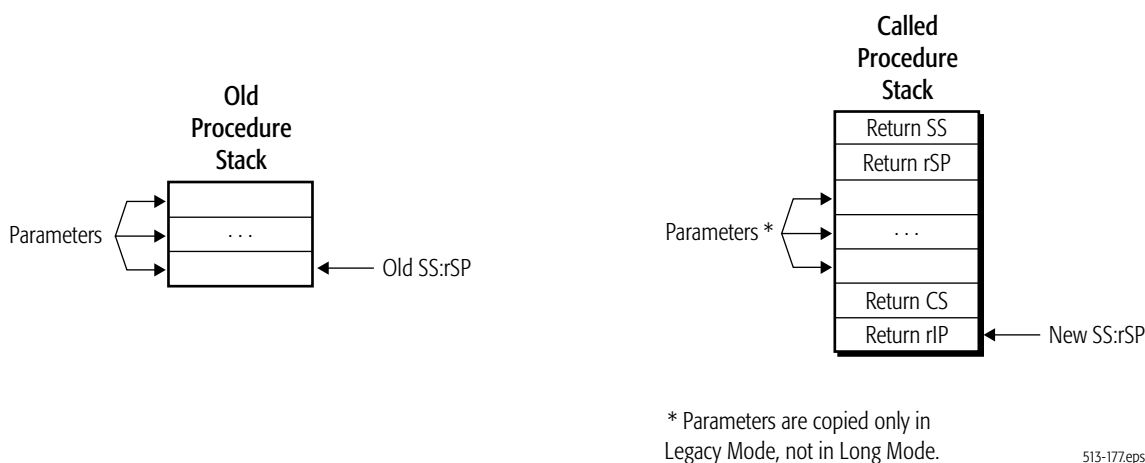 Old
Procedure
Stack
Parameters
. . .
Old SS:rSP
Called
Procedure
Stack
Return SS
Return rSP
Parameters *
. . .
Return CS
Return rIP
New SS:rSP
* Parameters are copied only in
Legacy Mode, not in Long Mode.
513-177.eps